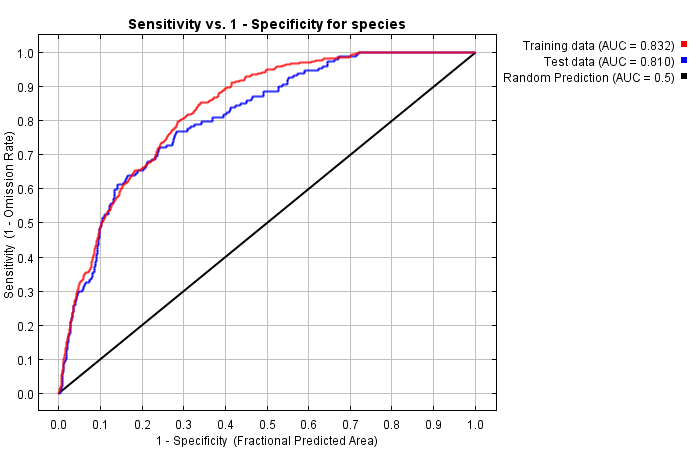 Sensitivity vs. 1 - Specificity for species
Training data (AUC = 0.832)
Test data (AUC = 0.810)
Random Prediction (AUC = 0.5)
Sensitivity (1 - Omission Rate)
1.0
0.9
0.8
0.7
0.6
0.5
0.4
0.3
0.2
0.1
0.0
0.0 0.1 0.2 0.3 0.4 0.5 0.6 0.7 0.8 0.9 1.0
1 - Specificity (Fractional Predicted Area)